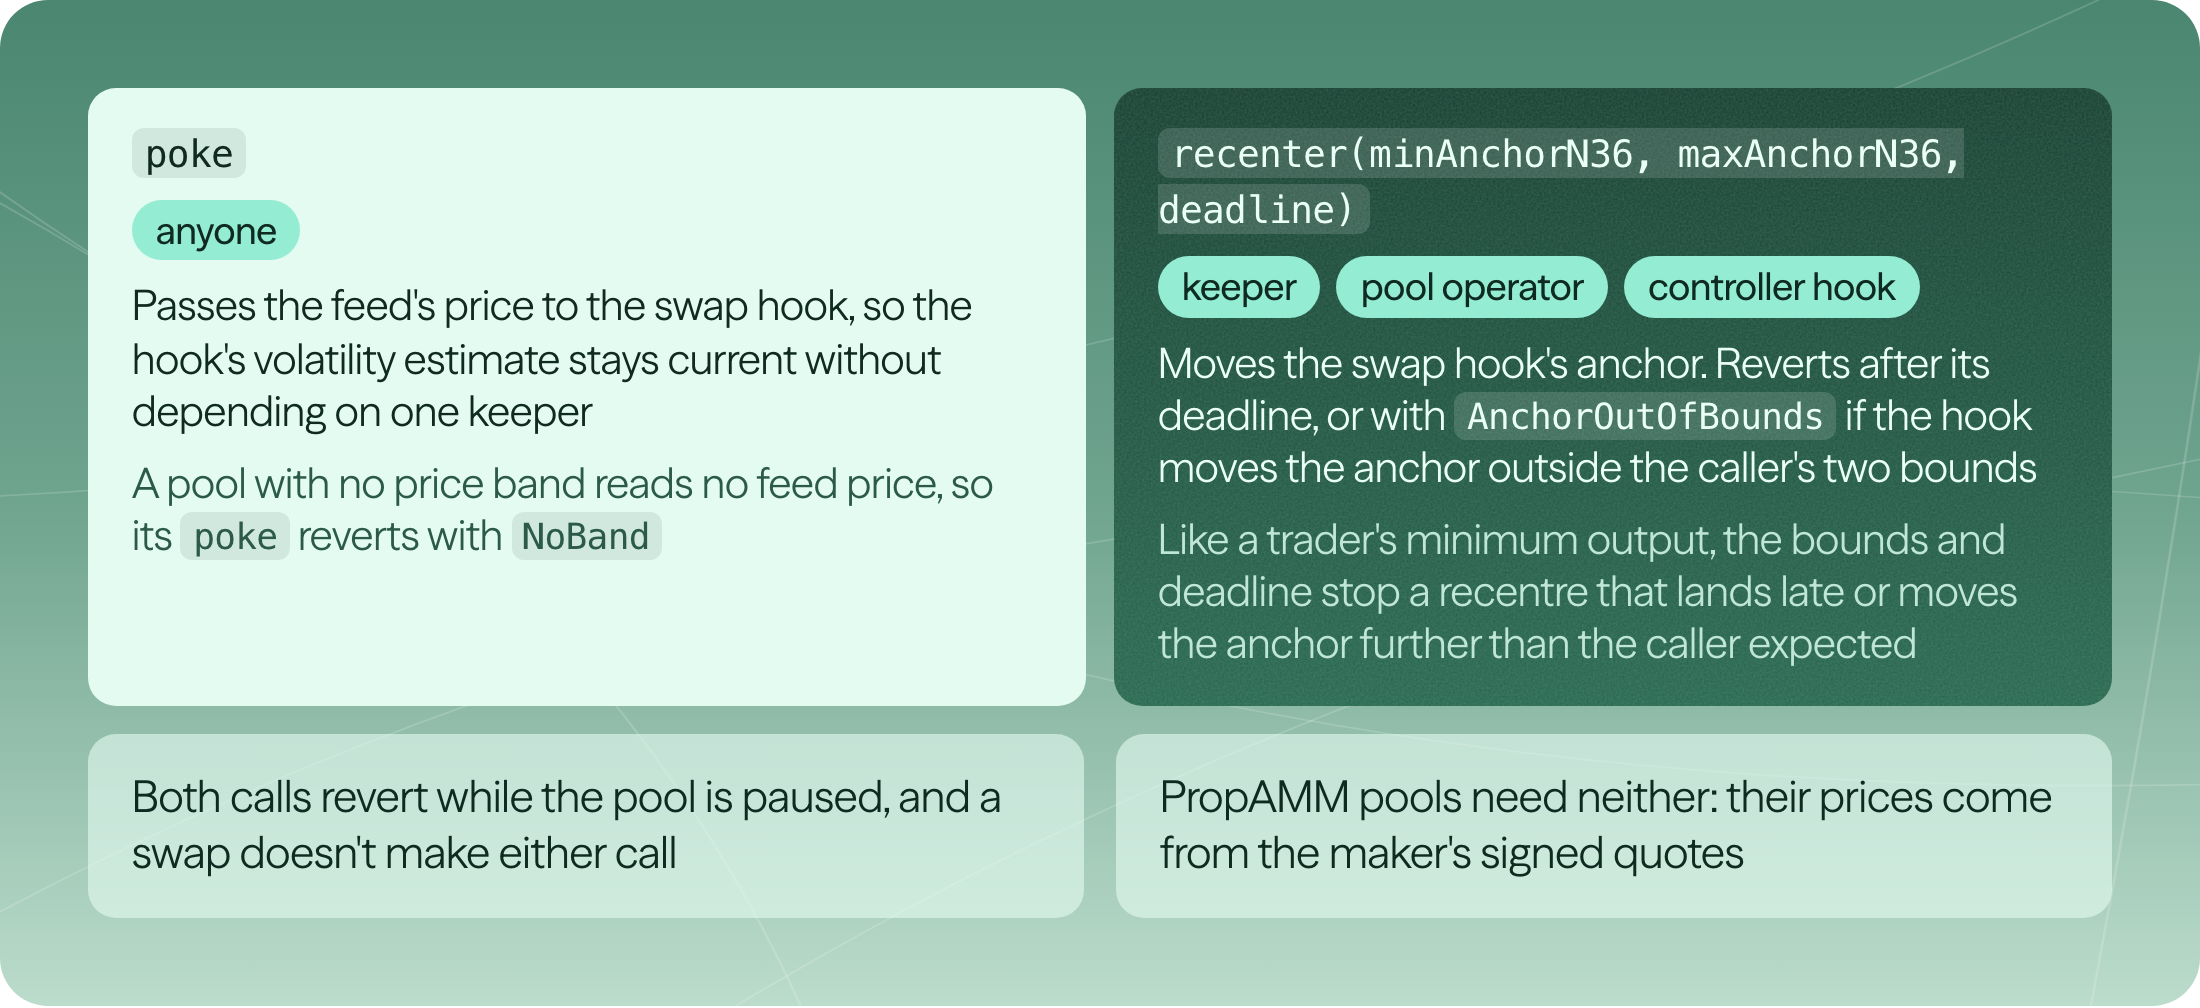 poke
anyone
Passes the feed's price to the swap hook, so the
hook's volatility estimate stays current without
depending on one keeper
A pool with no price band reads no feed price, so
its poke reverts with NoBand
recenter(minAnchorN36, maxAnchorN36,
deadline)
keeper pool operator controller hook
Moves the swap hook's anchor. Reverts after its
deadline, or with AnchorOutOfBounds if the hook
moves the anchor outside the caller's two bounds
Like a trader's minimum output, the bounds and
deadline stop a recentre that lands late or moves
the anchor further than the caller expected
Both calls revert while the pool is paused, and a
swap doesn't make either call
PropAMM pools need neither: their prices come
from the maker's signed quotes